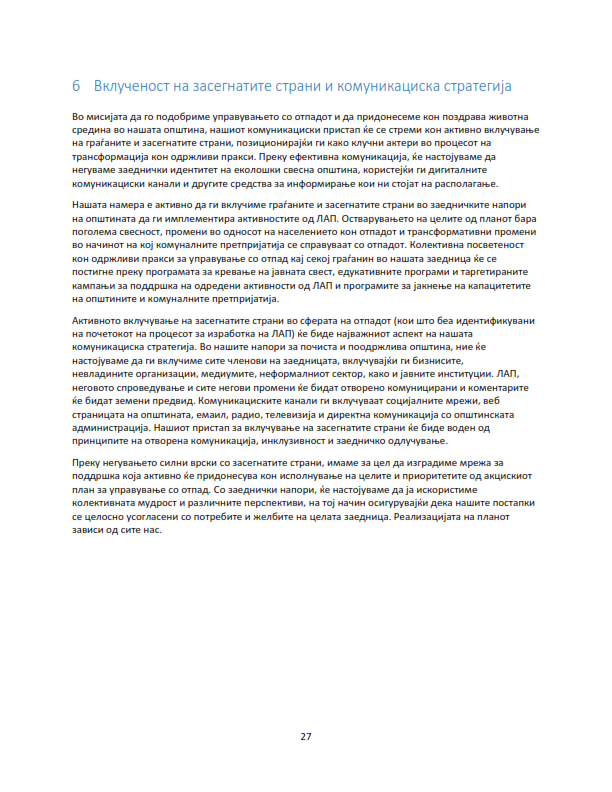 6 Вклученост на засегнатите страни и комуникациска стратегија
Во мисијата да го подобриме управувањето со отпадот и да придонесеме кон поздрава животна
средина во нашата општина, нашиот комуникациски пристап ќе се стреми кон активно вклучување
на граѓаните и засегнатите страни, позиционирајќи ги како клучни актери во процесот на
трансформација кон одржливи пракси. Преку ефективна комуникација, ќе настојуваме да
негуваме заеднички идентитет на еколошки свесна општина, користејќи ги дигиталните
комуникациски канали и другите средства за информирање кои ни стојат на располагање.
Нашата намера е активно да ги вклучиме граѓаните и засегнатите страни во заедничките напори
на општината да ги имплементира активностите од ЛАП. Остварувањето на целите од планот бара
поголема свесност, промени во односот на населението кон отпадот и трансформативни промени
во начинот на кој комуналните претпријатија се справуваат со отпадот. Колективна посветеност
кон одржливи пракси за управување со отпад кај секој граѓанин во нашата заедница ќе се
постигне преку програмата за кревање на јавната свест, едукативните програми и таргетираните
кампањи за поддршка на одредени активности од ЛАП и програмите за јакнење на капацитетите
на општините и комуналните претпријатија.
Активното вклучување на засегнатите страни во сферата на отпадот (кои што беа идентификувани
на почетокот на процесот за изработка на ЛАП) ќе биде најважниот аспект на нашата
комуникациска стратегија. Во нашите напори за почиста и поодржлива општина, ние ќе
настојуваме да ги вклучиме сите членови на заедницата, вклучувајќи ги бизнисите,
невладините организации, медиумите, неформалниот сектор, како и јавните институции. ЛАП,
неговото спроведување и сите негови промени ќе бидат отворено комуницирани и коментарите
ќе бидат земени предвид. Комуникациските канали ги вклучуваат социјалните мрежи, веб
страницата на општината, емаил, радио, телевизија и директна комуникација со општинската
администрација. Нашиот пристап за вклучување на засегнатите страни ќе биде воден од
принципите на отворена комуникација, инклузивност и заедничко одлучување.
Преку негувањето силни врски со засегнатите страни, имаме за цел да изградиме мрежа за
поддршка која активно ќе придонесува кон исполнување на целите и приоритетите од акцискиот
план за управување со отпад. Со заеднички напори, ќе настојуваме да ја искористиме
колективната мудрост и различните перспективи, на тој начин осигурувајќи дека нашите постапки
се целосно усогласени со потребите и желбите на целата заедница. Реализацијата на планот
зависи од сите нас.
27